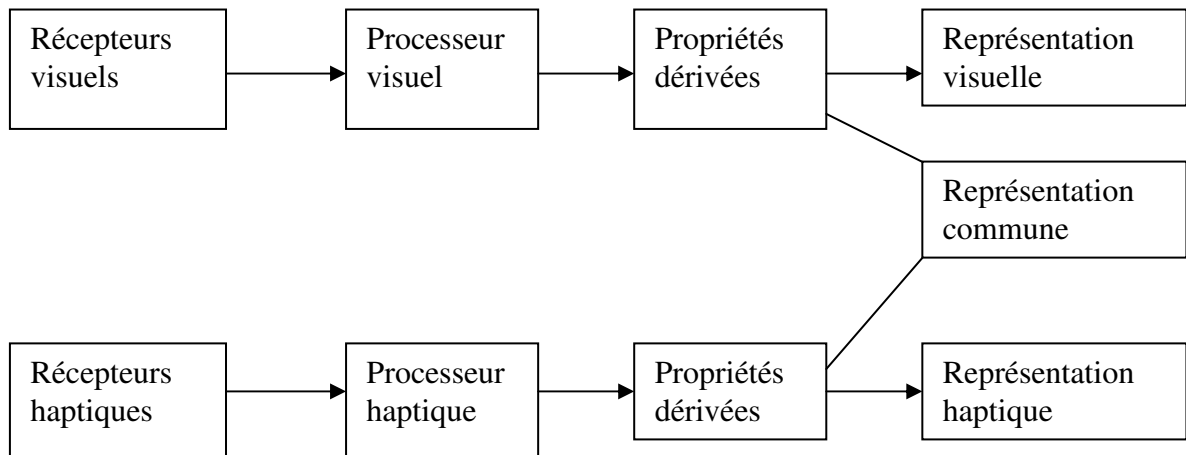 Récepteurs
visuels
Processeur
visuel
Propriétés
dérivées
Représentation
visuelle
Représentation
commune
Récepteurs
haptiques
Processeur
haptique
Propriétés
dérivées
Représentation
haptique